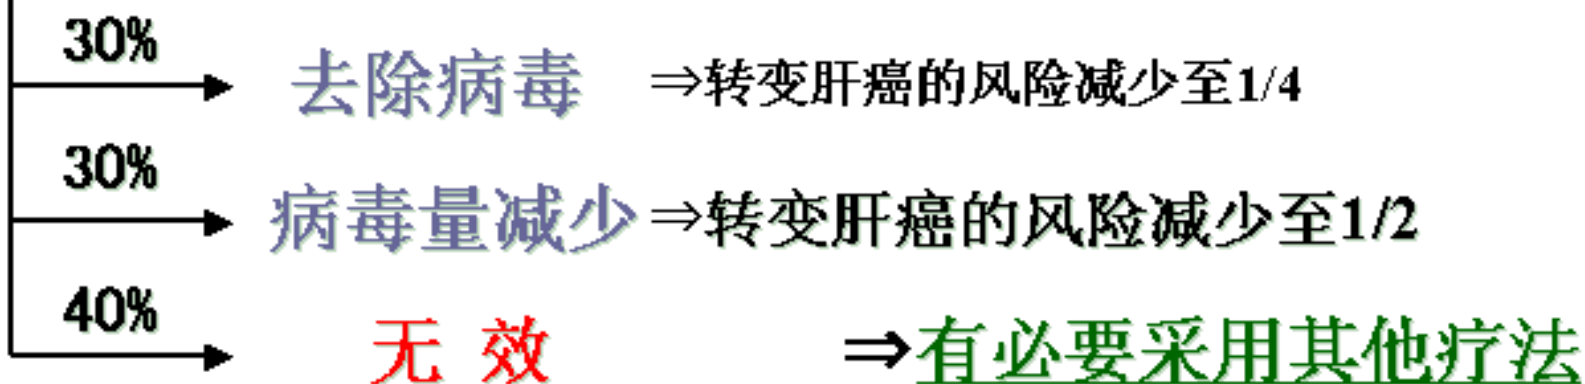 30%
去除病毒 ⇒转变肝癌的风险减少至1/4
30%
病毒量减少⇒转变肝癌的风险减少至1/2
40%
无 效 ⇒有必要采用其他疗法